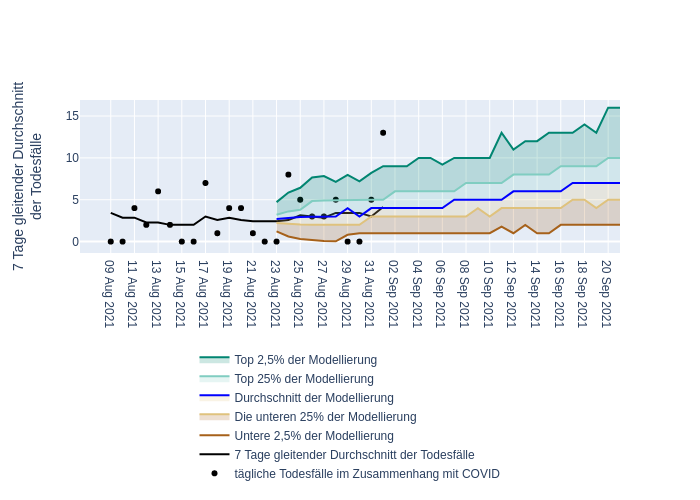 7 Tage gleitender Durchschnitt
der Todesfälle
15
10
5
0
09 Aug 2021
11 Aug 2021
13 Aug 2021
15 Aug 2021
17 Aug 2021
19 Aug 2021
21 Aug 2021
23 Aug 2021
25 Aug 2021
27 Aug 2021
29 Aug 2021
31 Aug 2021
02 Sep 2021
04 Sep 2021
06 Sep 2021
08 Sep 2021
10 Sep 2021
12 Sep 2021
14 Sep 2021
16 Sep 2021
18 Sep 2021
20 Sep 2021
Top 2,5% der Modellierung
Top 25% der Modellierung
Durchschnitt der Modellierung
Die unteren 25% der Modellierung
Untere 2,5% der Modellierung
7 Tage gleitender Durchschnitt der Todesfälle
tägliche Todesfälle im Zusammenhang mit COVID